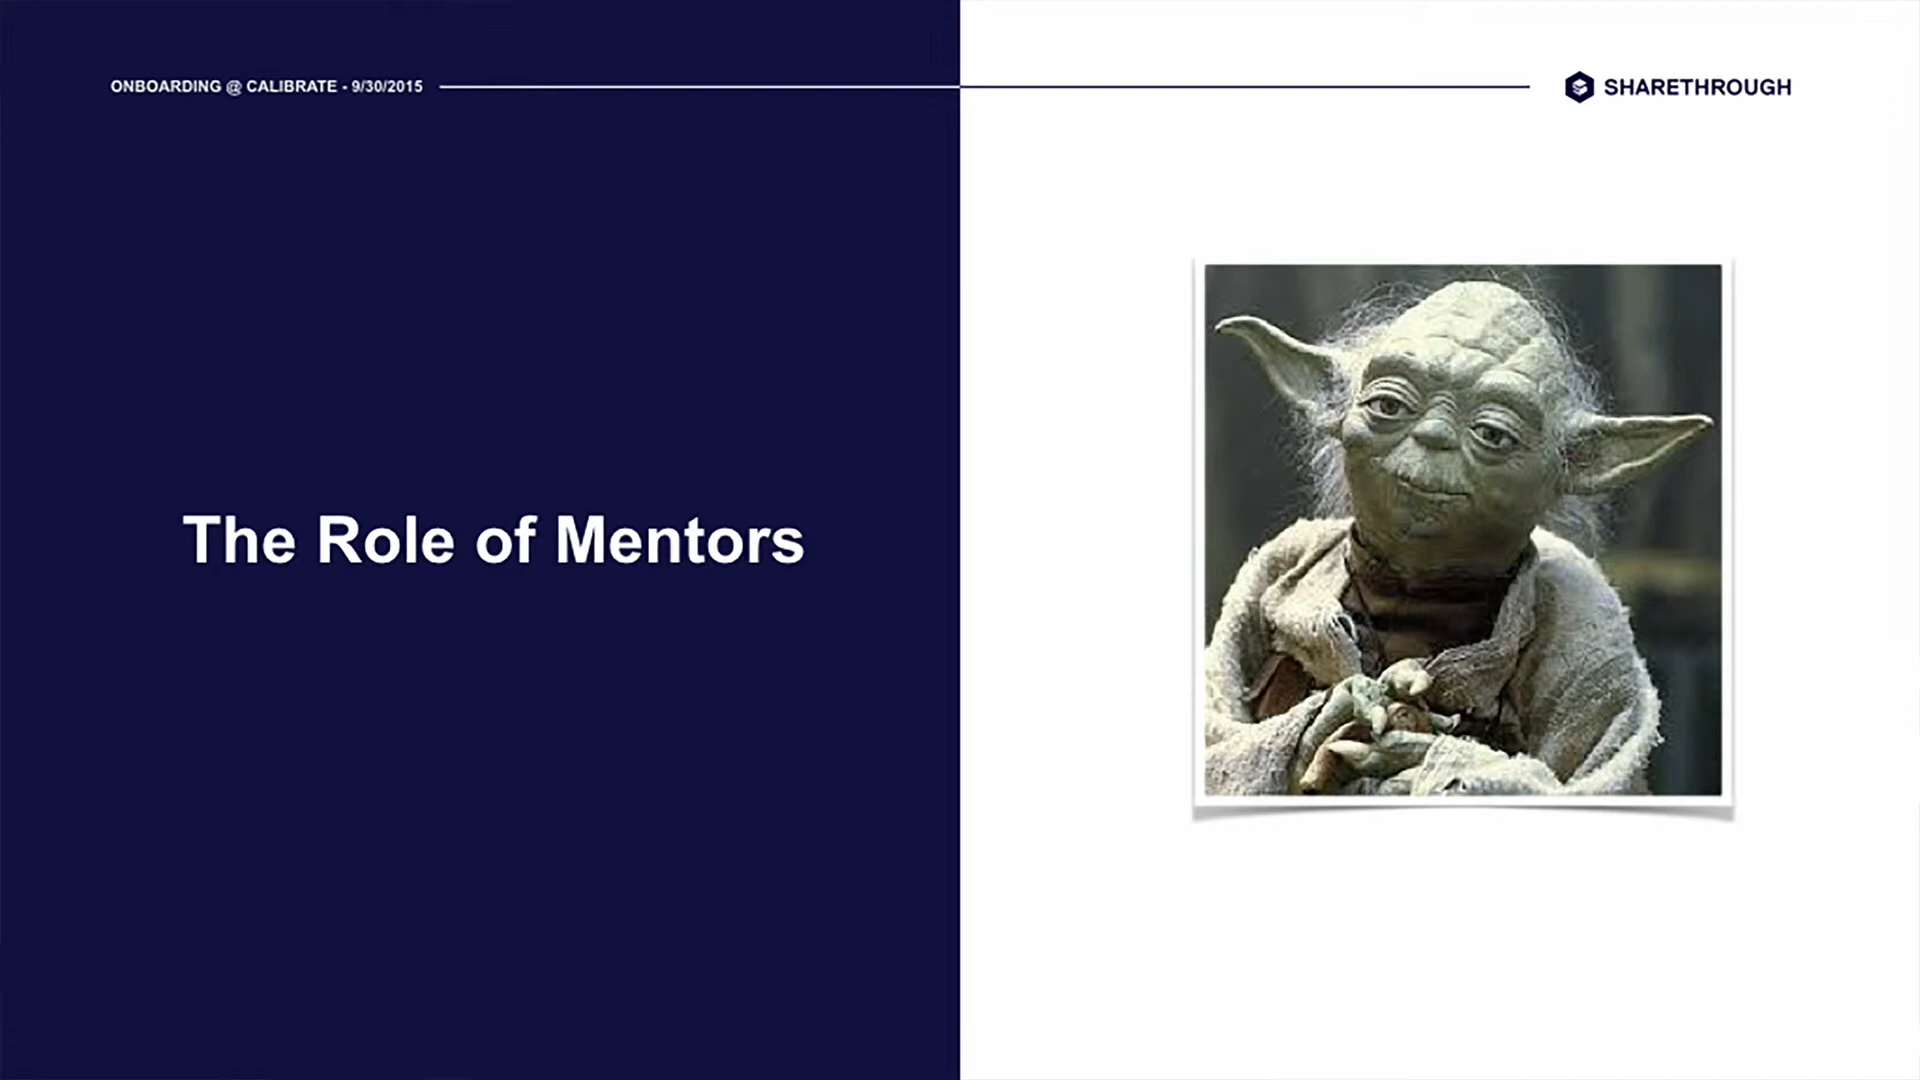 ONBOARDING @ CALIBRATE - 9/30/2015
SHARETHROUGH
The Role of Mentors